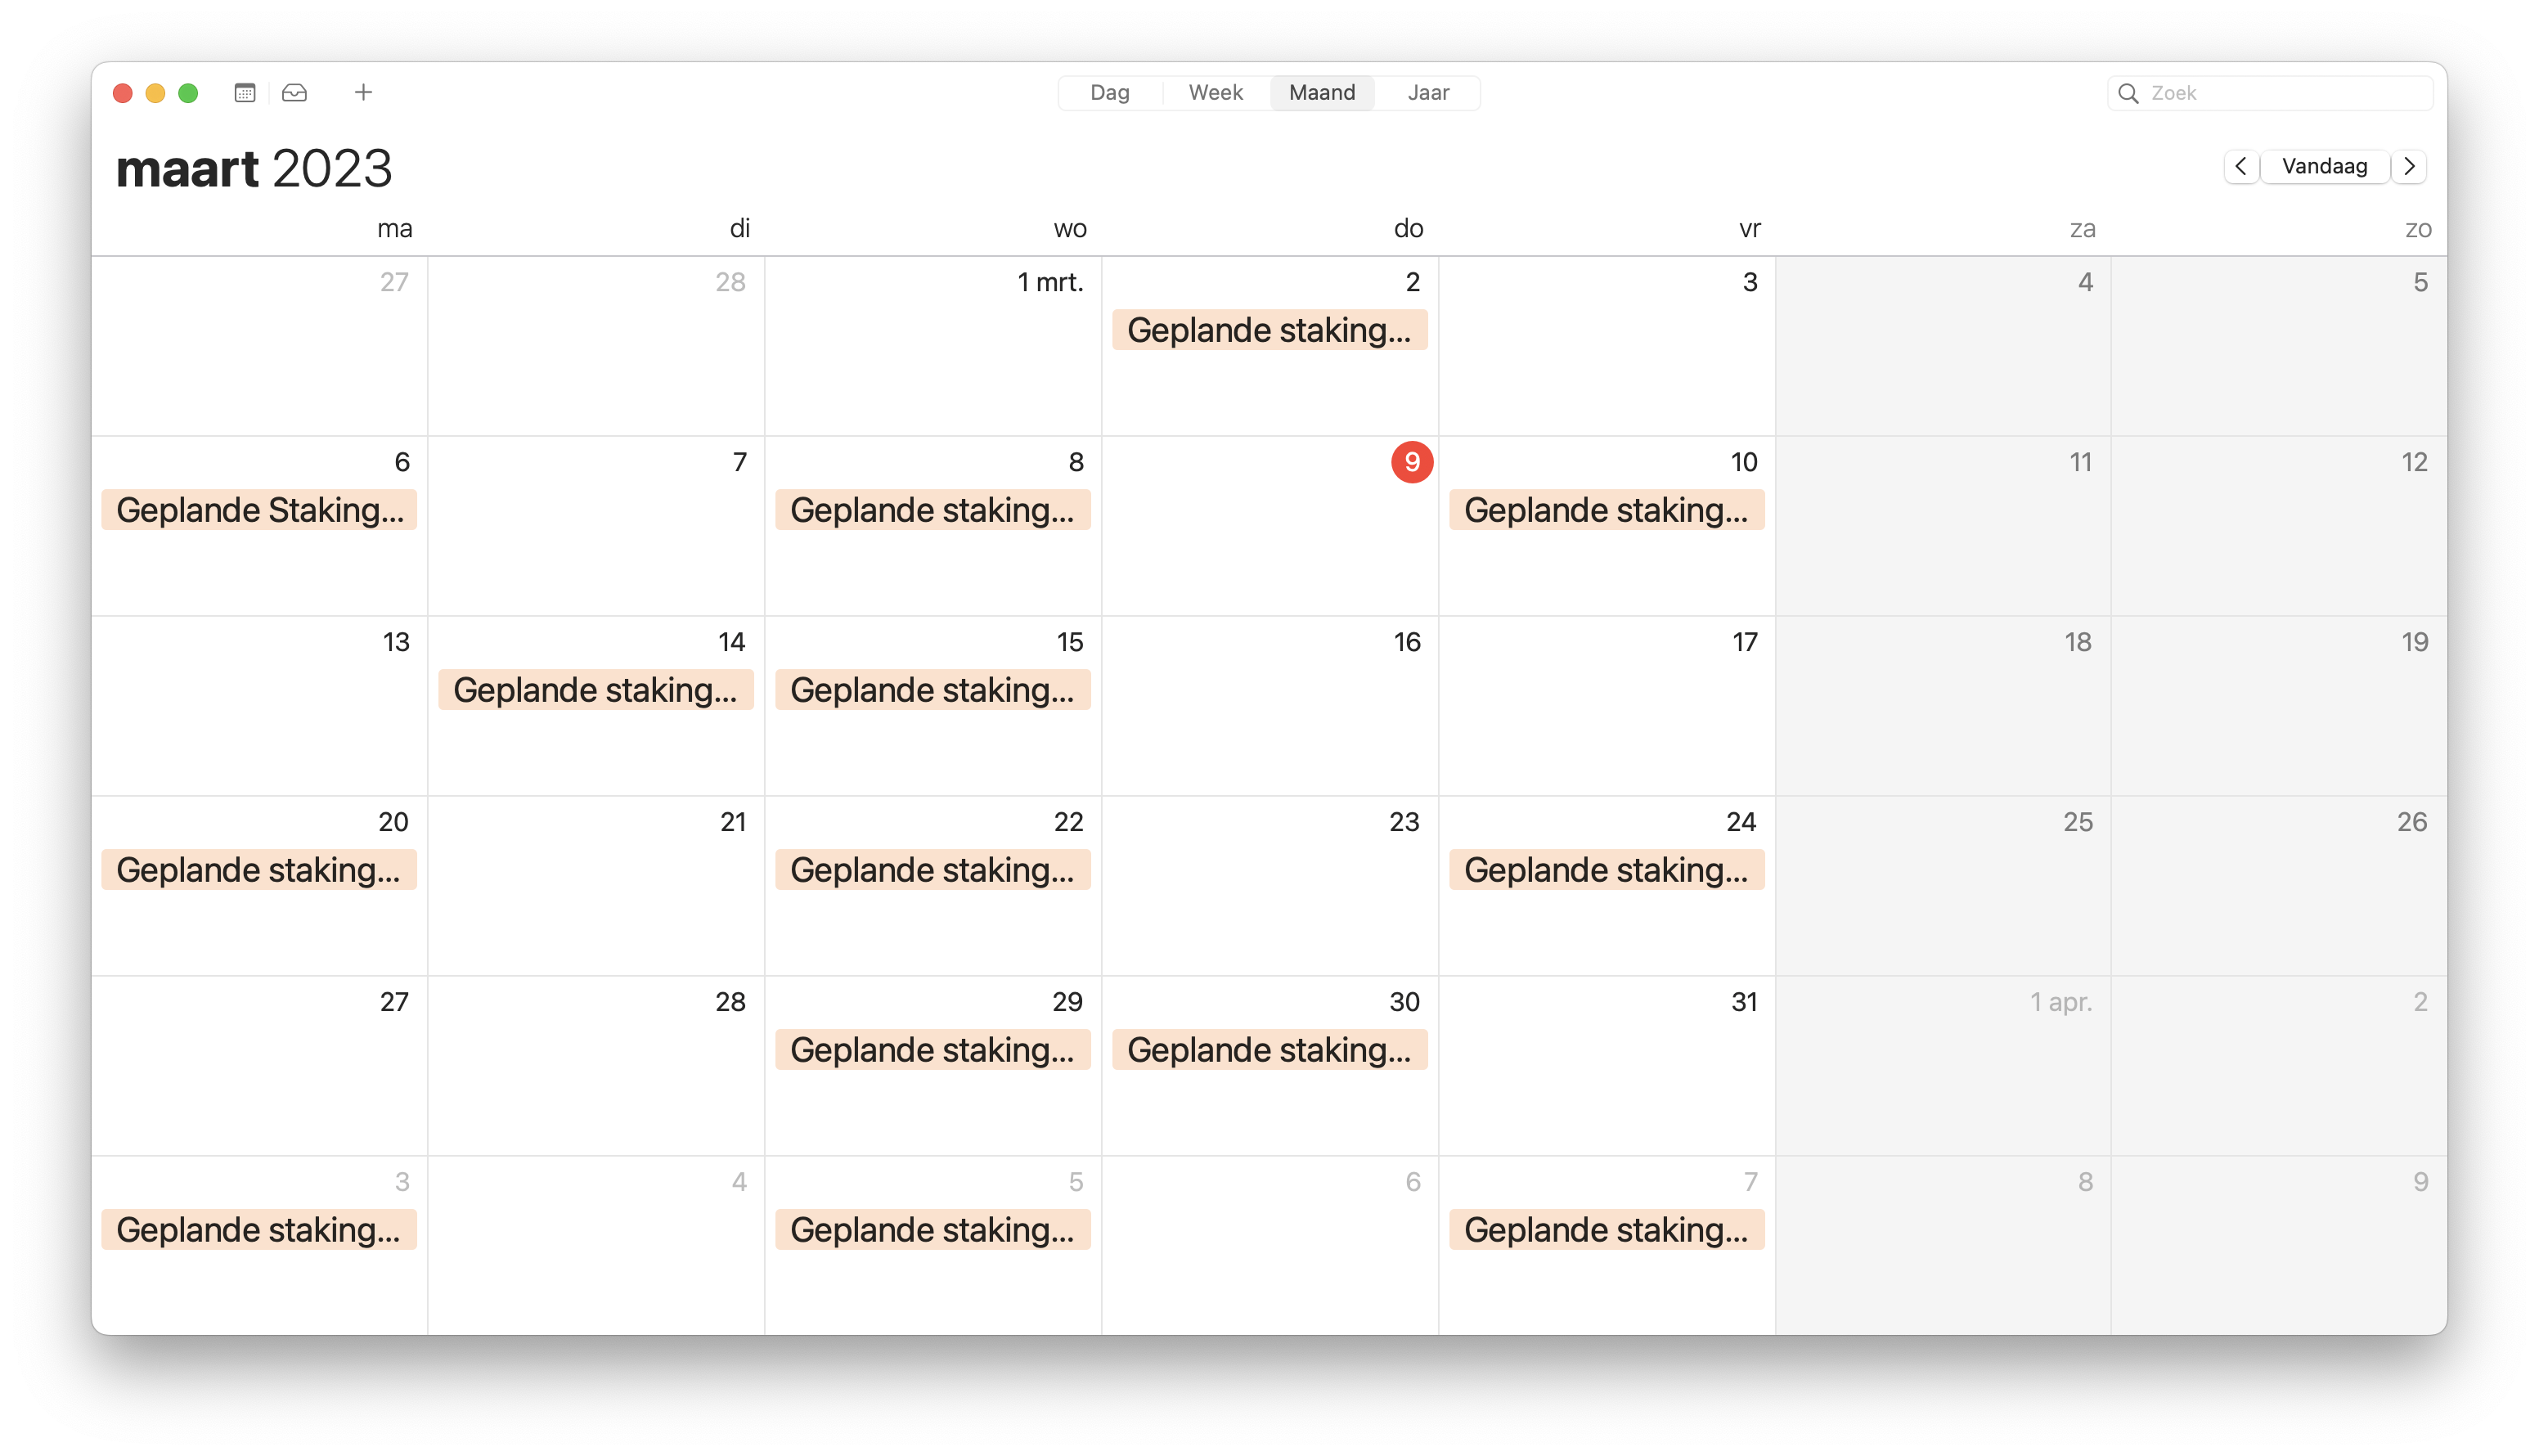 Dag Week Maand Jaar Zoek
maart 2023
Vandaag
ma di wo do vr za zo
27 28 1 mrt. 2 3 4 5
Geplande staking...
6 7 8 9 10 11 12
Geplande Staking... Geplande staking... Geplande staking...
13 14 15 16 17 18 19
Geplande staking... Geplande staking...
20 21 22 23 24 25 26
Geplande staking... Geplande staking... Geplande staking...
27 28 29 30 31 1 apr. 2
Geplande staking... Geplande staking...
3 4 5 6 7 8 9
Geplande staking... Geplande staking... Geplande staking...